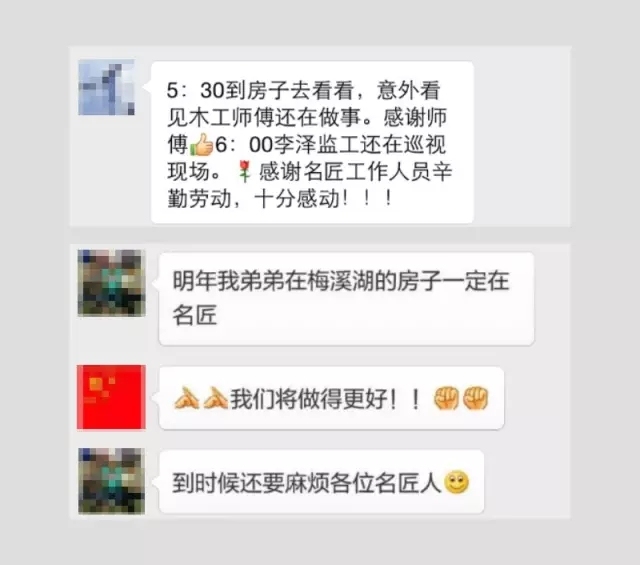 5：30到房子去看看，意外看
见木工师傅还在做事。感谢师
傅👍6：00李泽监工还在巡视
现场。🌹感谢名匠工作人员辛
勤劳动，十分感动！！！
明年我弟弟在梅溪湖的房子一定在
名匠
我们将做得更好！！✊✊
到时候还要麻烦各位名匠人🙂